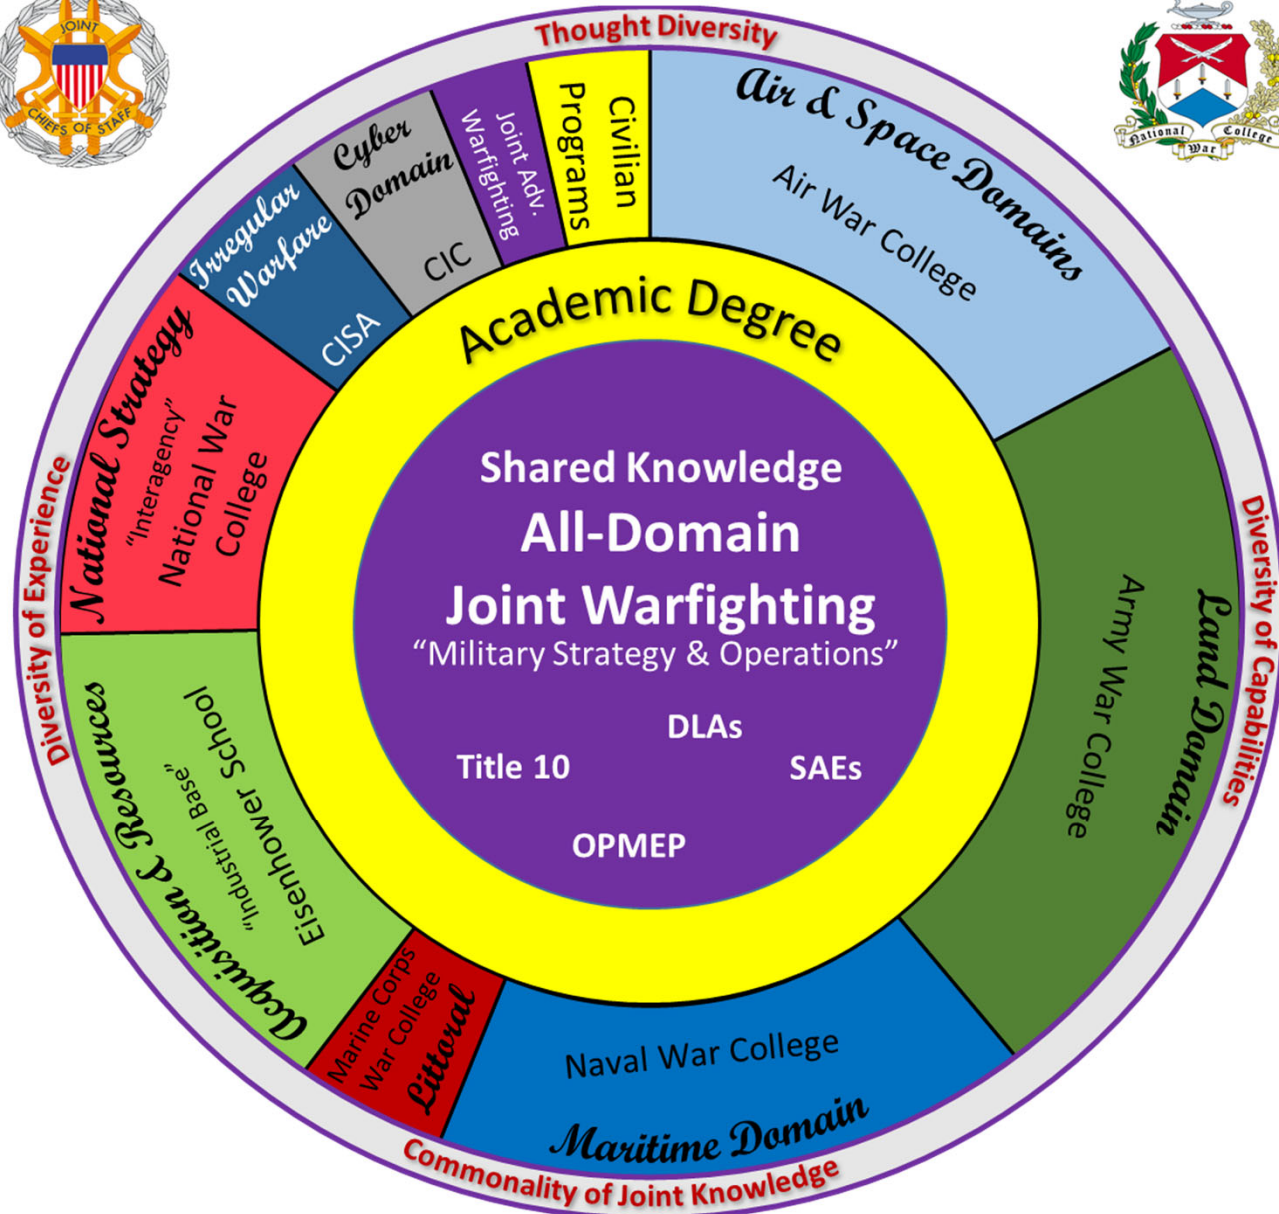 JOINT
CHIEFS OF STAFF
National War College
Thought Diversity
Diversity of Capabilities
Commonality of Joint Knowledge
Diversity of Experience
Air & Space Domains
Air War College
Land Domain
Army War College
Maritime Domain
Naval War College
Littoral
Marine Corps
War College
Acquisition & Resources
"Industrial Base"
Eisenhower School
National Strategy
“Interagency”
National War
College
Irregular
Warfare
CISA
Cyber
Domain
CIC
Joint Adv.
Warfighting
Civilian
Programs
Academic Degree
Shared Knowledge
All-Domain
Joint Warfighting
“Military Strategy & Operations”
DLAs
Title 10
SAEs
OPMEP